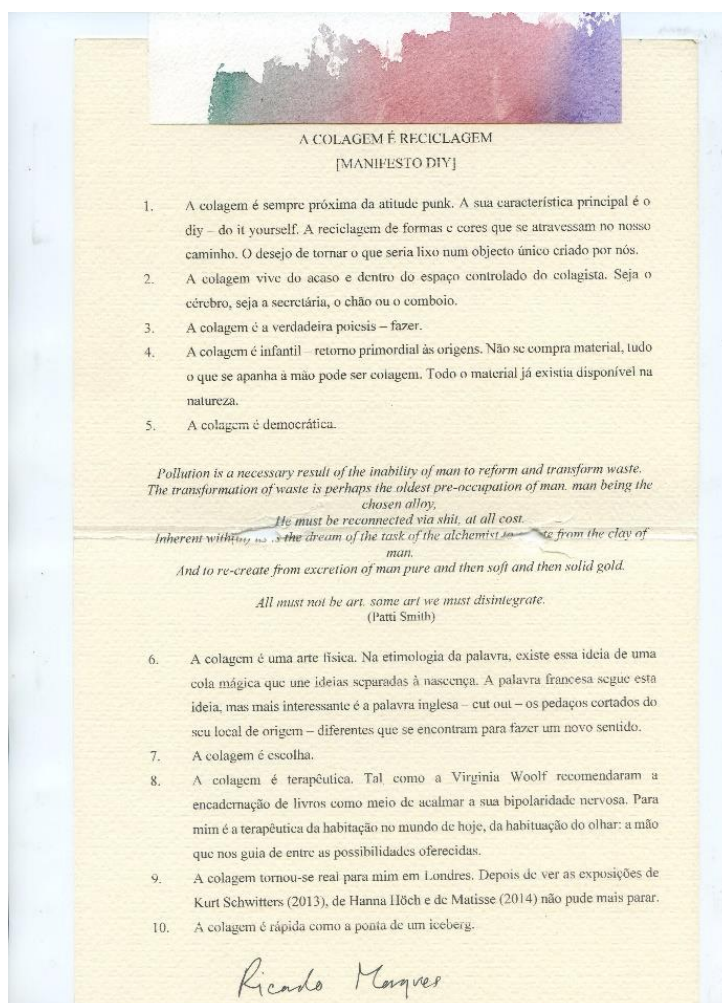 A COLAGEM É RECICLAGEM
[MANIFESTO DIY]
1. A colagem é sempre próxima da atitude punk. A sua característica principal é o
diy – do it yourself. A reciclagem de formas e cores que se atravessam no nosso
caminho. O desejo de tornar o que seria lixo num objecto único criado por nós.
2. A colagem vive do acaso e dentro do espaço controlado do colagista. Seja o
cérebro, seja a secretária, o chão ou o comboio.
3. A colagem é a verdadeira poiesis – fazer.
4. A colagem é infantil – retorno primordial às origens. Não se compra material, tudo
o que se apanha à mão pode ser colagem. Todo o material já existia disponível na
natureza.
5. A colagem é democrática.
Pollution is a necessary result of the inability of man to reform and transform waste.
The transformation of waste is perhaps the oldest pre-occupation of man. man being the
chosen alloy,
He must be reconnected via shit, at all cost.
Inherent the dream of the task of the alchemist from the clay of
man.
And to re-create from excretion of man pure and then soft and then solid gold.
All must not be art. some art we must disintegrate.
(Patti Smith)
6. A colagem é uma arte física. Na etimologia da palavra, existe essa ideia de uma
cola mágica que une ideias separadas à nascença. A palavra francesa segue esta
ideia, mas mais interessante é a palavra inglesa – cut out – os pedaços cortados do
seu local de origem – diferentes que se encontram para fazer um novo sentido.
7. A colagem é escolha.
8. A colagem é terapêutica. Tal como a Virginia Woolf recomendaram a
encadernação de livros como meio de acalmar a sua bipolaridade nervosa. Para
mim é a terapêutica da habitação no mundo de hoje, da habituação do olhar: a mão
que nos guia de entre as possibilidades oferecidas.
9. A colagem tornou-se real para mim em Londres. Depois de ver as exposições de
Kurt Schwitters (2013), de Hanna Höch e de Matisse (2014) não pude mais parar.
10. A colagem é rápida como a ponta de um iceberg.
Ricardo Marques